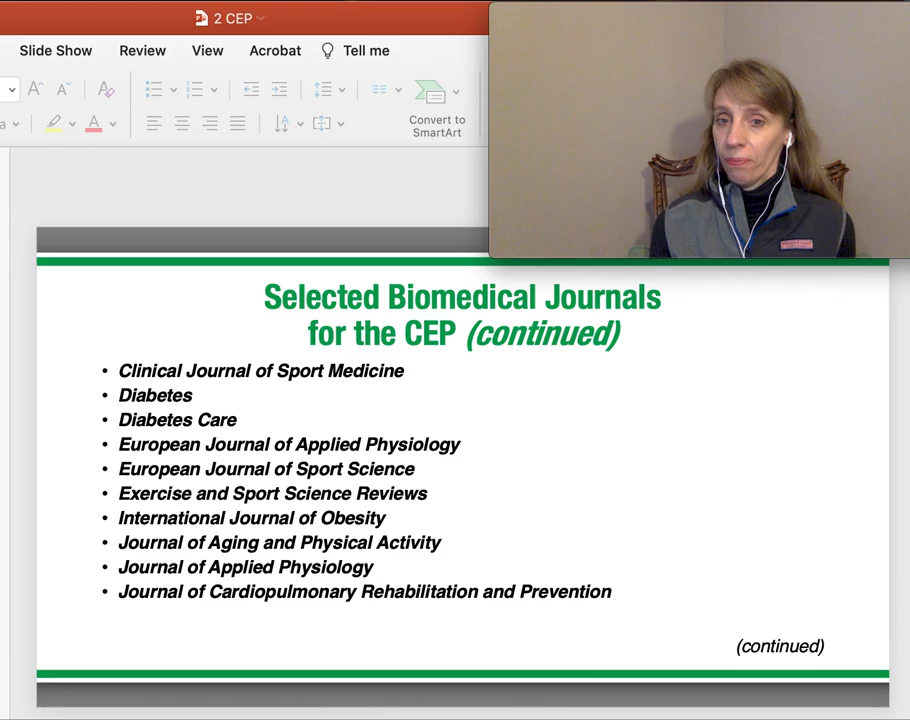 2 CEP
Slide Show Review View Acrobat Tell me
Convert to
SmartArt
Selected Biomedical Journals
for the CEP (continued)
• Clinical Journal of Sport Medicine
• Diabetes
• Diabetes Care
• European Journal of Applied Physiology
• European Journal of Sport Science
• Exercise and Sport Science Reviews
• International Journal of Obesity
• Journal of Aging and Physical Activity
• Journal of Applied Physiology
• Journal of Cardiopulmonary Rehabilitation and Prevention
(continued)